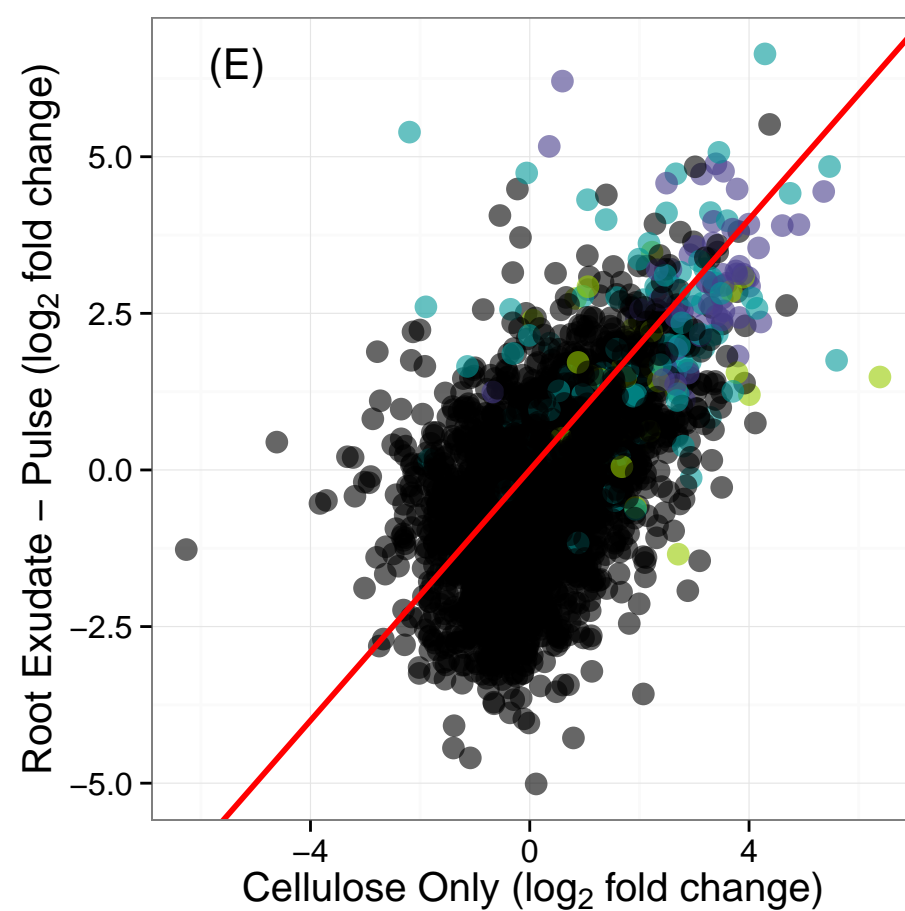 (E)
Root Exudate – Pulse (log₂ fold change)
5.0
2.5
0.0
−2.5
−5.0
−4
0
4
Cellulose Only (log₂ fold change)